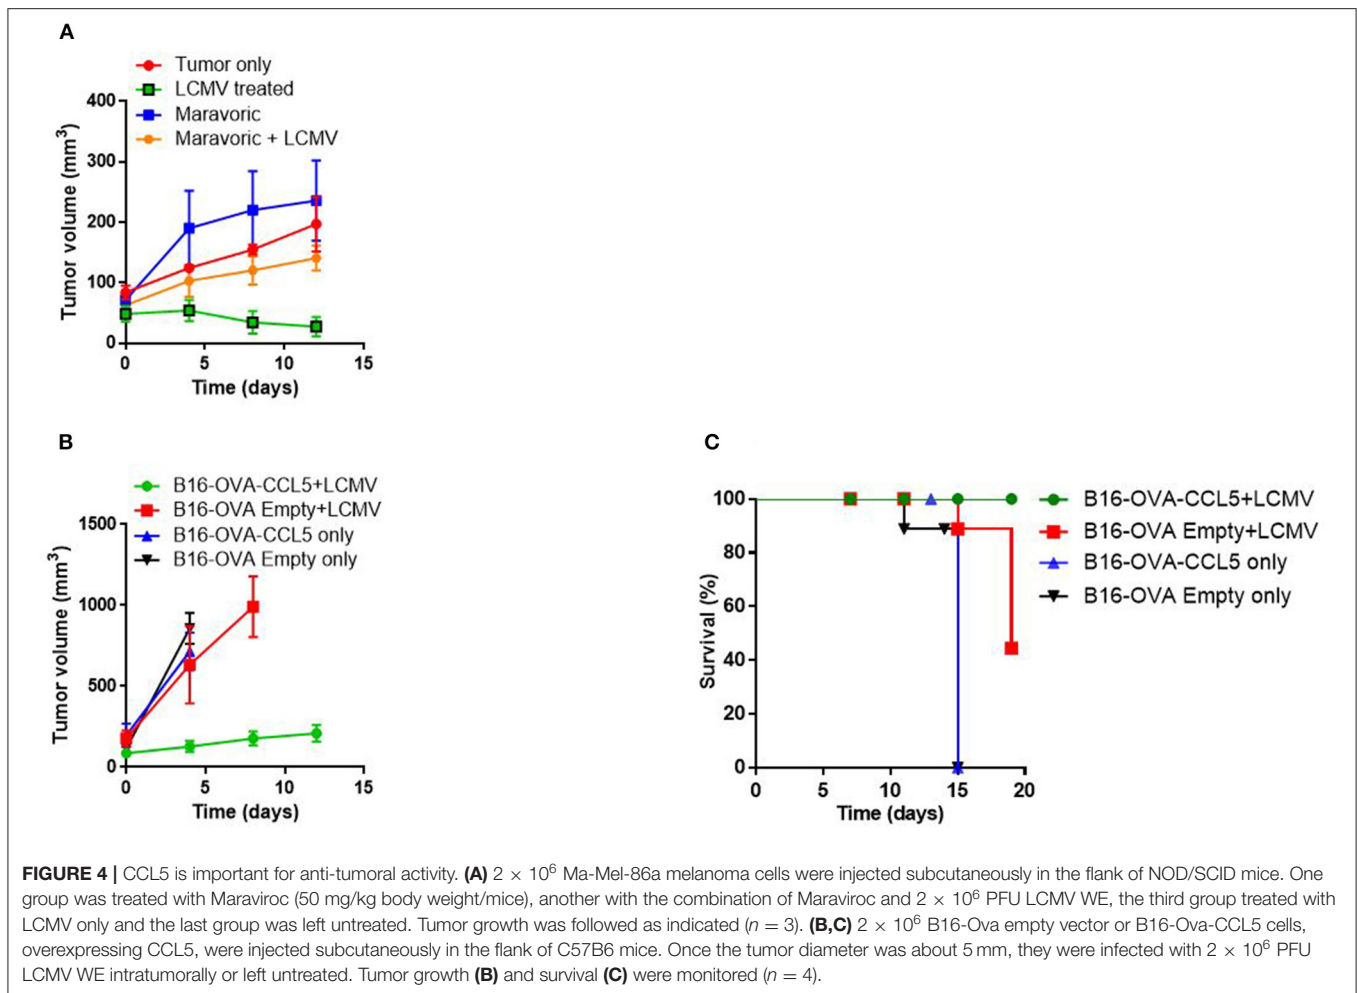 A
Tumor only
LCMV treated
Maravoric
Maravoric + LCMV
Tumor volume (mm³)
400
300
200
100
0
0 5 10 15
Time (days)
B
B16-OVA-CCL5+LCMV
B16-OVA Empty+LCMV
B16-OVA-CCL5 only
B16-OVA Empty only
Tumor volume (mm³)
1500
1000
500
0
0 5 10 15
Time (days)
C
B16-OVA-CCL5+LCMV
B16-OVA Empty+LCMV
B16-OVA-CCL5 only
B16-OVA Empty only
Survival (%)
100
80
60
40
20
0
0 5 10 15 20
Time (days)
FIGURE 4 | CCL5 is important for anti-tumoral activity. (A) 2 × 10⁶ Ma-Mel-86a melanoma cells were injected subcutaneously in the flank of NOD/SCID mice. One
group was treated with Maraviroc (50 mg/kg body weight/mice), another with the combination of Maraviroc and 2 × 10⁶ PFU LCMV WE, the third group treated with
LCMV only and the last group was left untreated. Tumor growth was followed as indicated (n = 3). (B,C) 2 × 10⁶ B16-Ova empty vector or B16-Ova-CCL5 cells,
overexpressing CCL5, were injected subcutaneously in the flank of C57B6 mice. Once the tumor diameter was about 5 mm, they were infected with 2 × 10⁶ PFU
LCMV WE intratumorally or left untreated. Tumor growth (B) and survival (C) were monitored (n = 4).